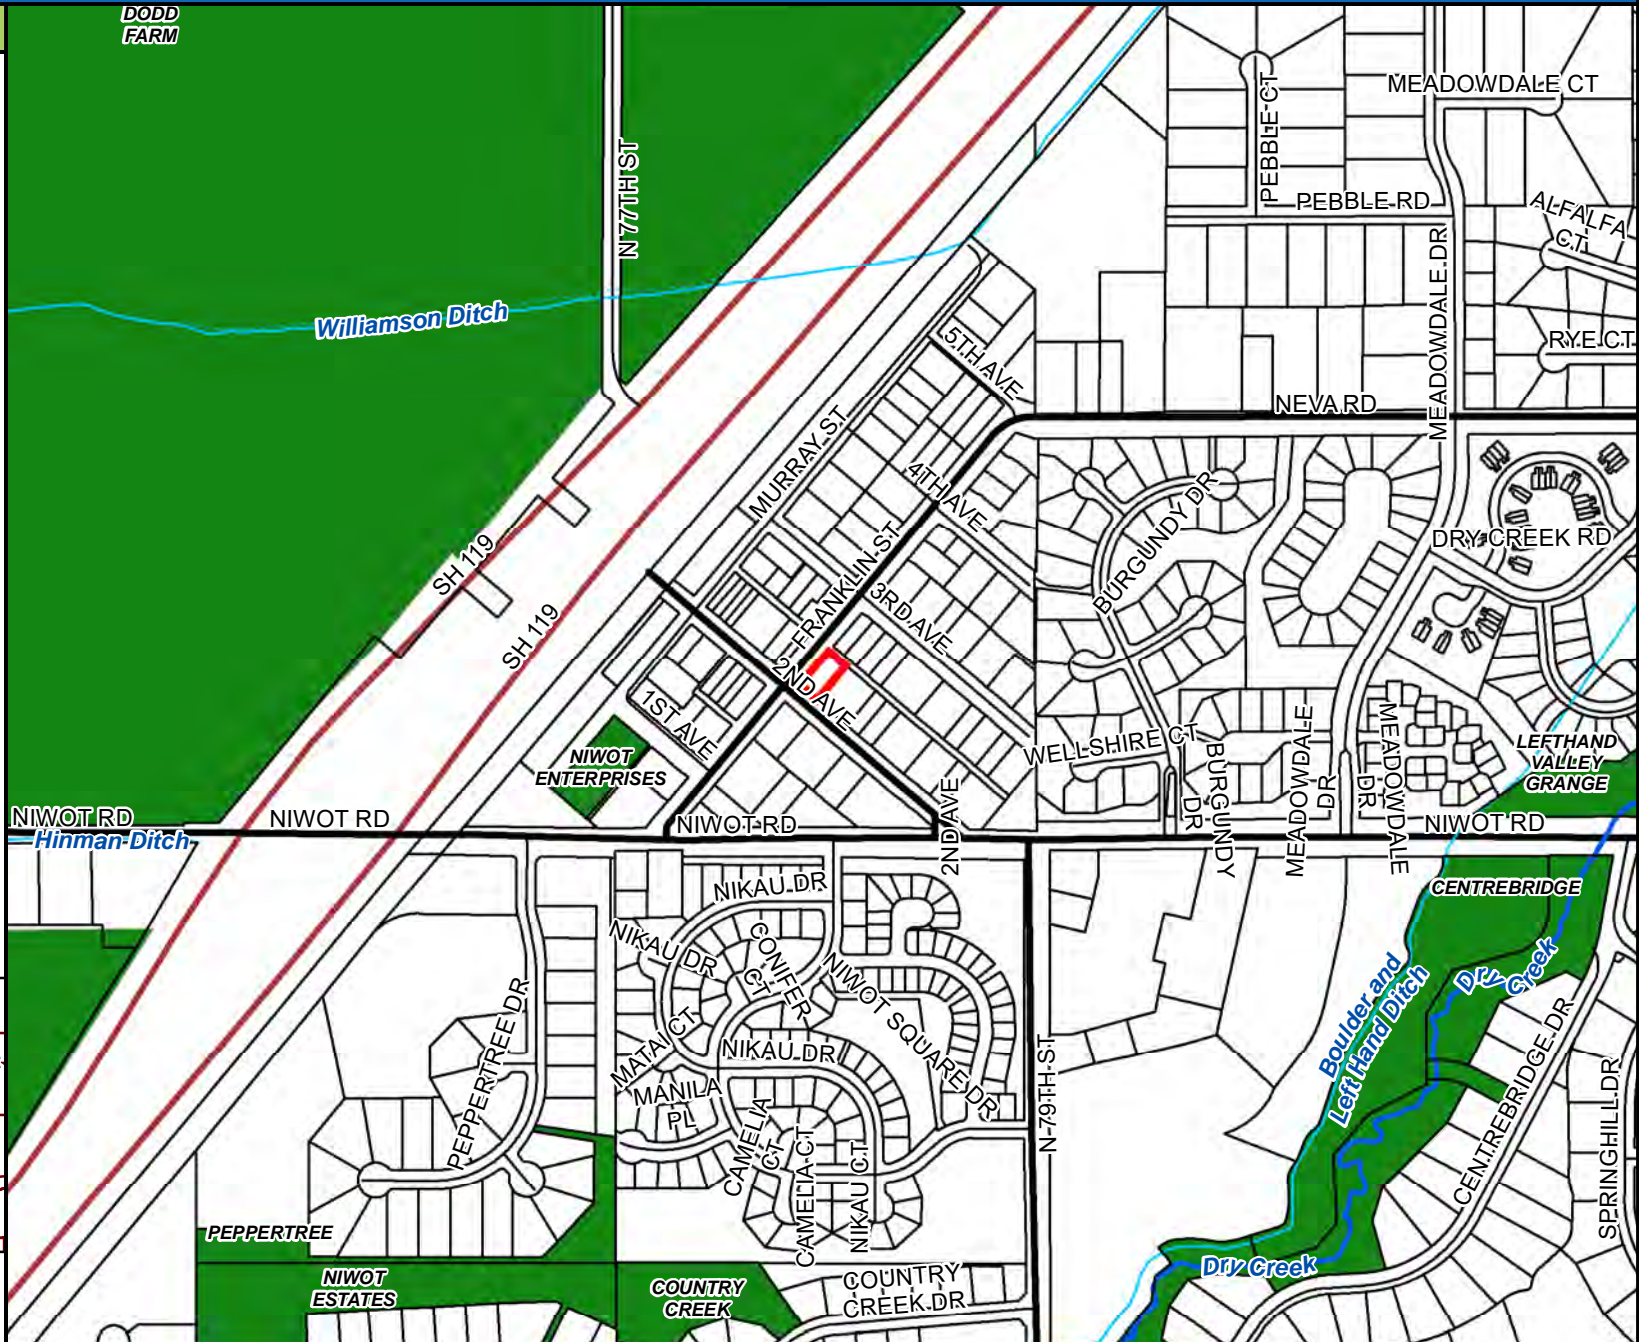 DODD
FARM
N 77TH ST
PEBBLE CT
MEADOWDALE CT
PEBBLE RD
ALFALFA
CT
MEADOWDALE DR
RYE CT
Williamson Ditch
5TH AVE
NEVA RD
MURRAY ST
4TH AVE
BURGUNDY DR
DRY CREEK RD
SH 119
SH 119
FRANKLIN ST
3RD AVE
2ND AVE
1ST AVE
WELLSHIRE CT
BURGUNDY
DR
MEADOWDALE
DR
MEADOWDALE
DR
LEFTHAND
VALLEY
GRANGE
NIWOT
ENTERPRISES
NIWOT RD
NIWOT RD
NIWOT RD
2ND AVE
NIWOT RD
Hinman Ditch
NIKAU DR
CENTREBRIDGE
NIKAU DR
CONIFER
CT
NIWOT SQUARE DR
Dry Creek
Boulder and
Left Hand Ditch
PEPPERTREE DR
MATAI CT
NIKAU DR
N 79TH ST
MANILA
PL
CAMELIA
CT
CAMELIA CT
NIKAU CT
CENTREBRIDGE DR
SPRINGHILL DR
PEPPERTREE
Dry Creek
NIWOT
ESTATES
COUNTRY
CREEK
COUNTRY
CREEK DR